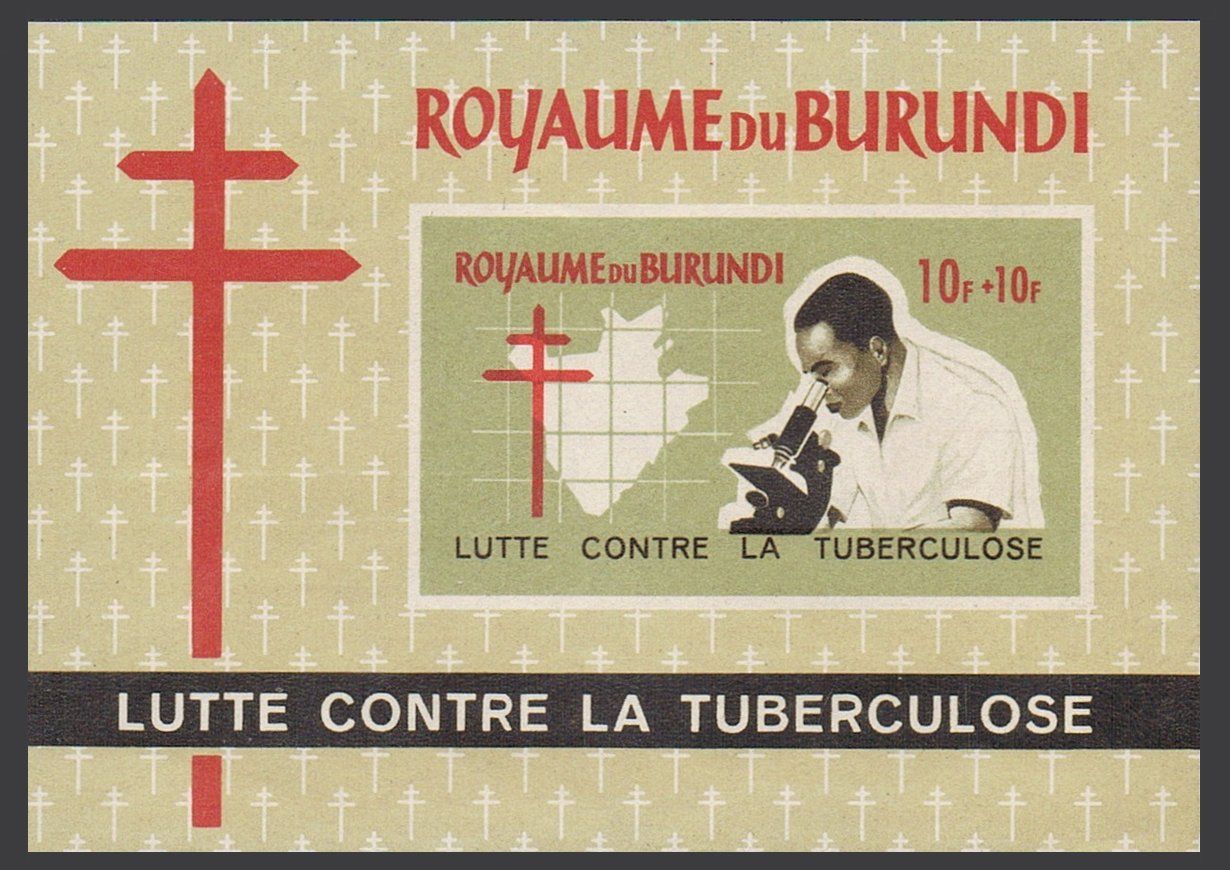 ROYAUME DU BURUNDI
ROYAUME DU BURUNDI
10F+10F
LUTTE CONTRE LA TUBERCULOSE
LUTTE CONTRE LA TUBERCULOSE